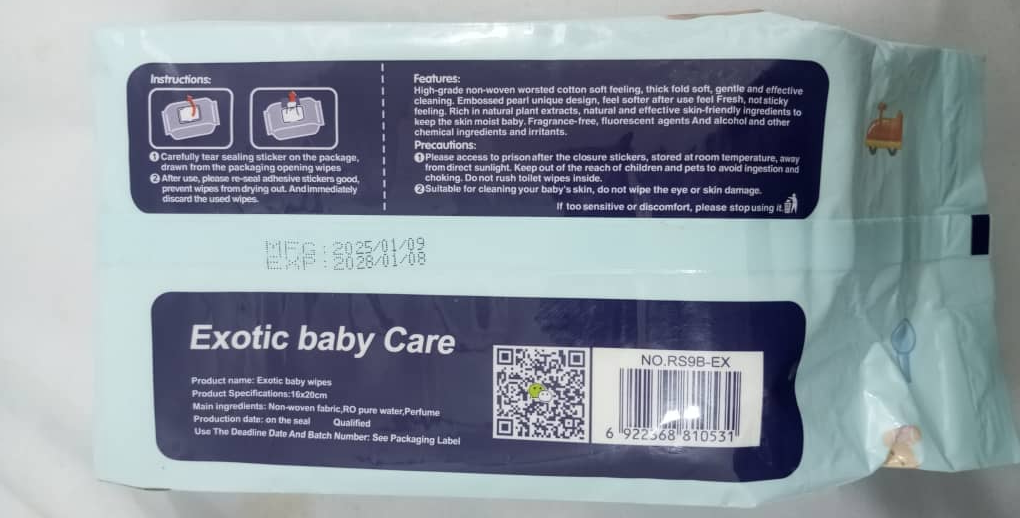 Instructions:
❶Carefully tear sealing sticker on the package,
drawn from the packaging opening wipes
❷After use, please re-seal adhesive stickers good,
prevent wipes from drying out. And immediately
discard the used wipes.
Features:
High-grade non-woven worsted cotton soft feeling, thick fold soft, gentle and effective
cleaning. Embossed pearl unique design, feel softer after use feel Fresh, not sticky
feeling. Rich in natural plant extracts, natural and effective skin-friendly ingredients to
keep the skin moist baby. Fragrance-free, fluorescent agents And alcohol and other
chemical ingredients and irritants.
Precautions:
❶Please access to prison after the closure stickers, stored at room temperature, away
from direct sunlight. Keep out of the reach of children and pets to avoid ingestion and
choking. Do not rush toilet wipes inside.
❷Suitable for cleaning your baby's skin, do not wipe the eye or skin damage.
If too sensitive or discomfort, please stop using it.
MFG:2025/01/09
EXP:2028/01/08
Exotic baby Care
Product name: Exotic baby wipes
Product Specifications:16x20cm
Main ingredients: Non-woven fabric,RO pure water,Perfume
Production date: on the seal Qualified
Use The Deadline Date And Batch Number: See Packaging Label
NO.RS9B-EX
6 922368 810531